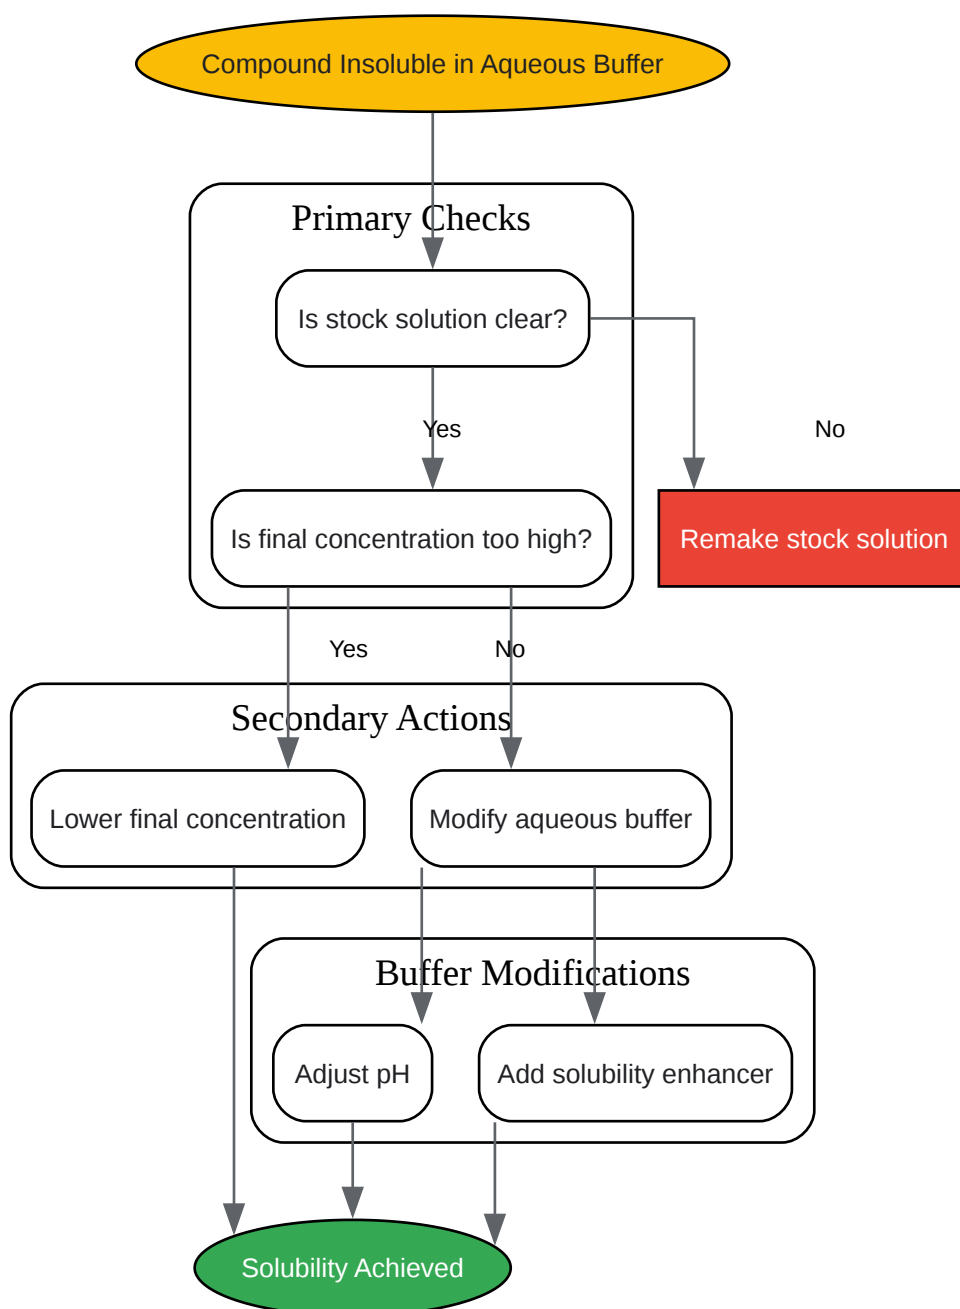 Compound Insoluble in Aqueous Buffer
Primary Checks
Is stock solution clear?
Yes
No
Is final concentration too high?
Remake stock solution
Yes
No
Secondary Actions
Lower final concentration
Modify aqueous buffer
Buffer Modifications
Adjust pH
Add solubility enhancer
Solubility Achieved